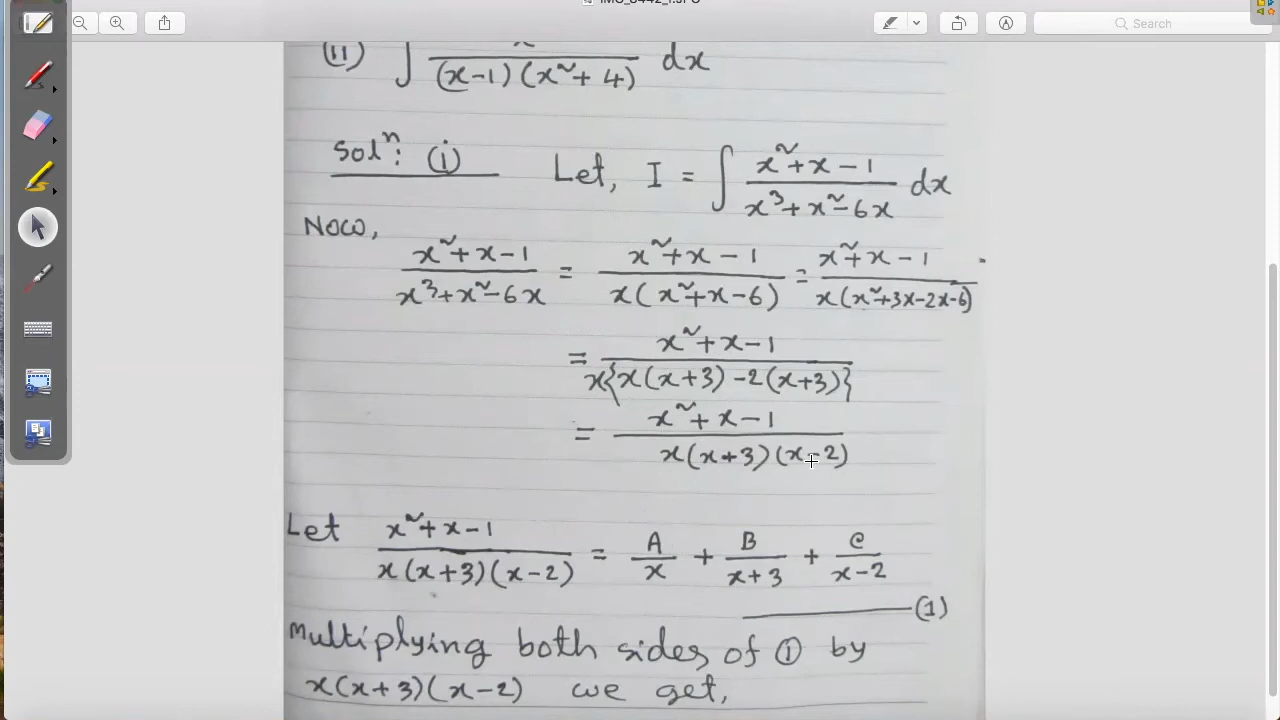 Search
(II) ∫ / (x-1)(x²+4) dx
Solⁿ: (i) Let, I = ∫ x²+x-1 / x³+x²-6x dx
Now,
x²+x-1 / x³+x²-6x = x²+x-1 / x(x²+x-6) = x²+x-1 / x(x²+3x-2x-6)
= x²+x-1 / x{x(x+3)-2(x+3)}
= x²+x-1 / x(x+3)(x-2)
Let x²+x-1 / x(x+3)(x-2) = A/x + B/x+3 + C/x-2
(1)
Multiplying both sides of ① by
x(x+3)(x-2) we get,